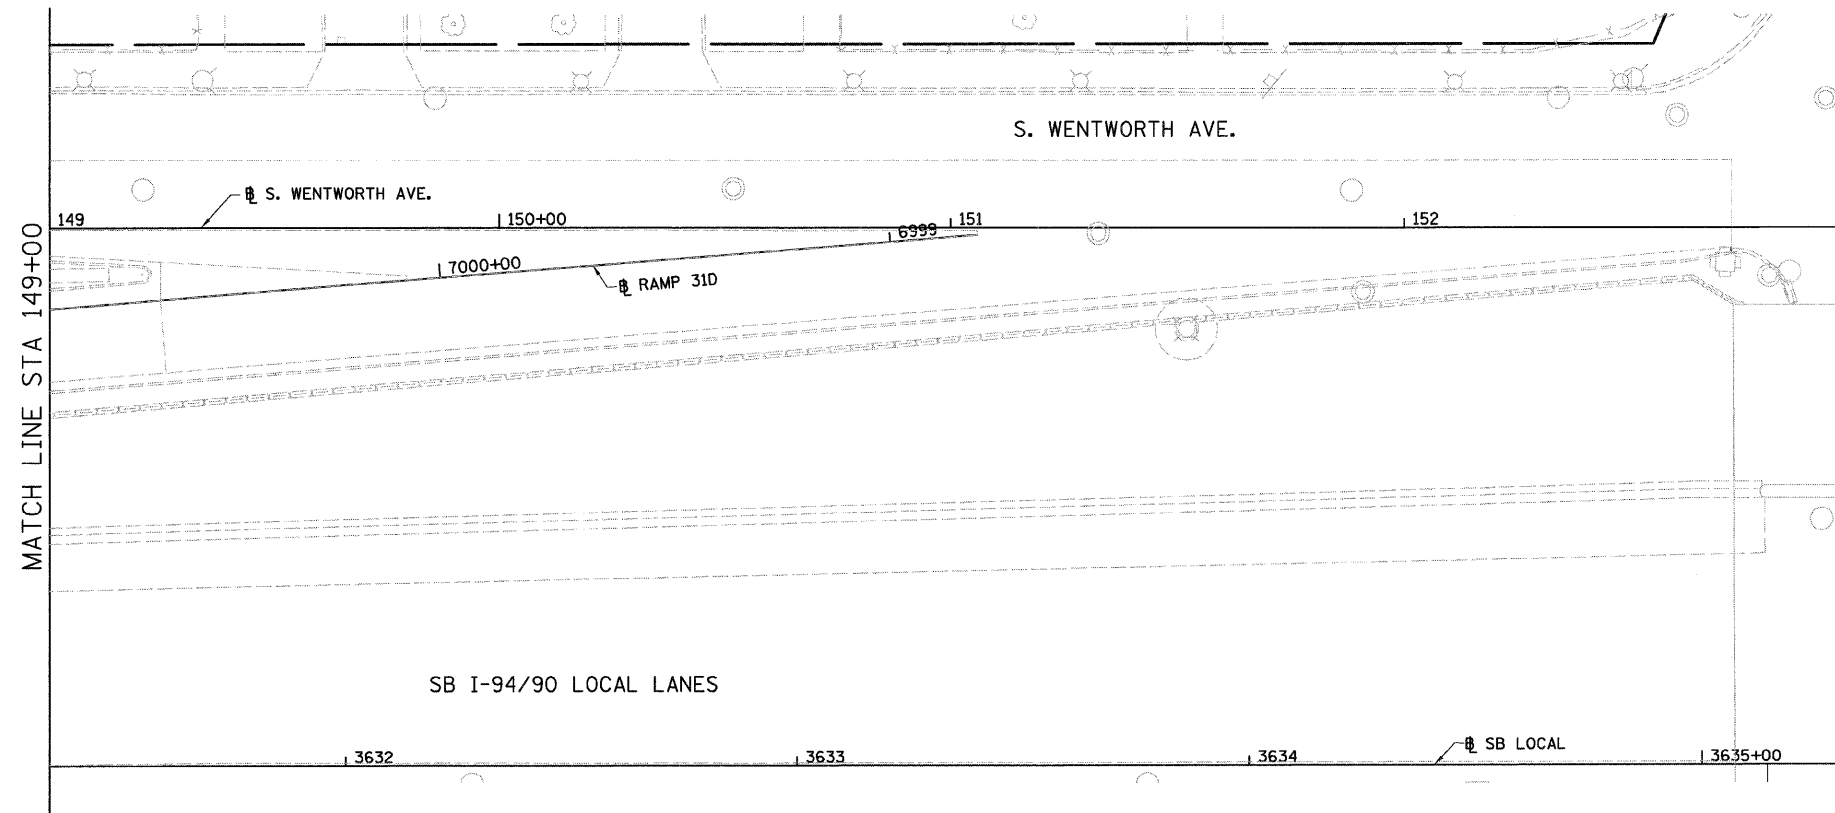 S. WENTWORTH AVE.
℄ S. WENTWORTH AVE.
149
150+00
151
152
6999
7000+00
℄ RAMP 31D
MATCH LINE STA 149+00
SB I-94/90 LOCAL LANES
℄ SB LOCAL
3632
3633
3634
3635+00